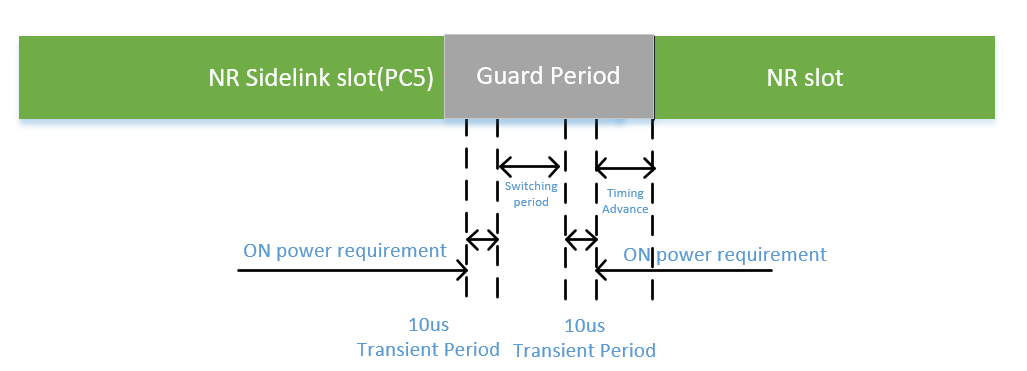 NR Sidelink slot(PC5)
Guard Period
NR slot
Switching
period
Timing
Advance
ON power requirement
ON power requirement
10us
Transient Period
10us
Transient Period